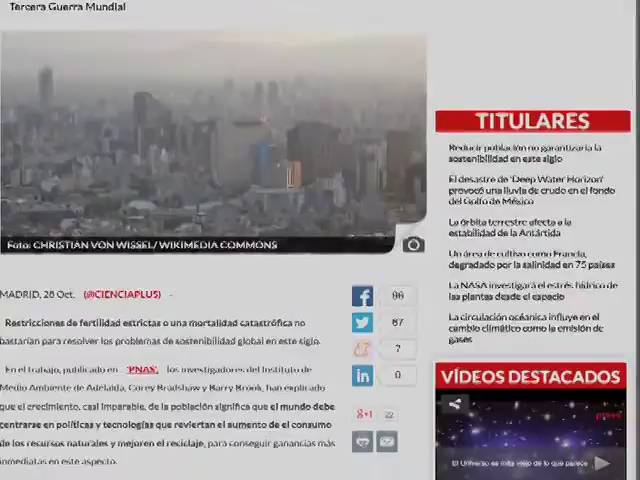 Tercera Guerra Mundial
Foto: CHRISTIAN VON WISSEL/ WIKIMEDIA COMMONS
MADRID, 28 Oct. (@CIENCIAPLUS) -
Restricciones de fertilidad estrictas o una mortalidad catastrófica no
bastarían para resolver los problemas de sostenibilidad global en este siglo.
En el trabajo, publicado en 'PNAS', los investigadores del Instituto de
Medio Ambiente de Adelaida, Corey Bradshaw y Barry Brook, han explicado
que el crecimiento, casi imparable, de la población significa que el mundo debe
centrarse en políticas y tecnologías que reviertan el aumento de el consumo
de los recursos naturales y mejoren el reciclaje, para conseguir ganancias más
inmediatas en este aspecto.
96
67
7
0
g+1 22
TITULARES
Reducir población no garantizaría la
sostenibilidad en este siglo
El desastre de 'Deep Water Horizon'
provocó una lluvia de crudo en el fondo
del Golfo de México
La órbita terrestre afecta a la
estabilidad de la Antártida
Un área de cultivo como Francia,
degradado por la salinidad en 75 países
La NASA investigará el estrés hídrico de
las plantas desde el espacio
La circulación oceánica influye en el
cambio climático como la emisión de
gases
VÍDEOS DESTACADOS
press
El Universo es más viejo de lo que parece